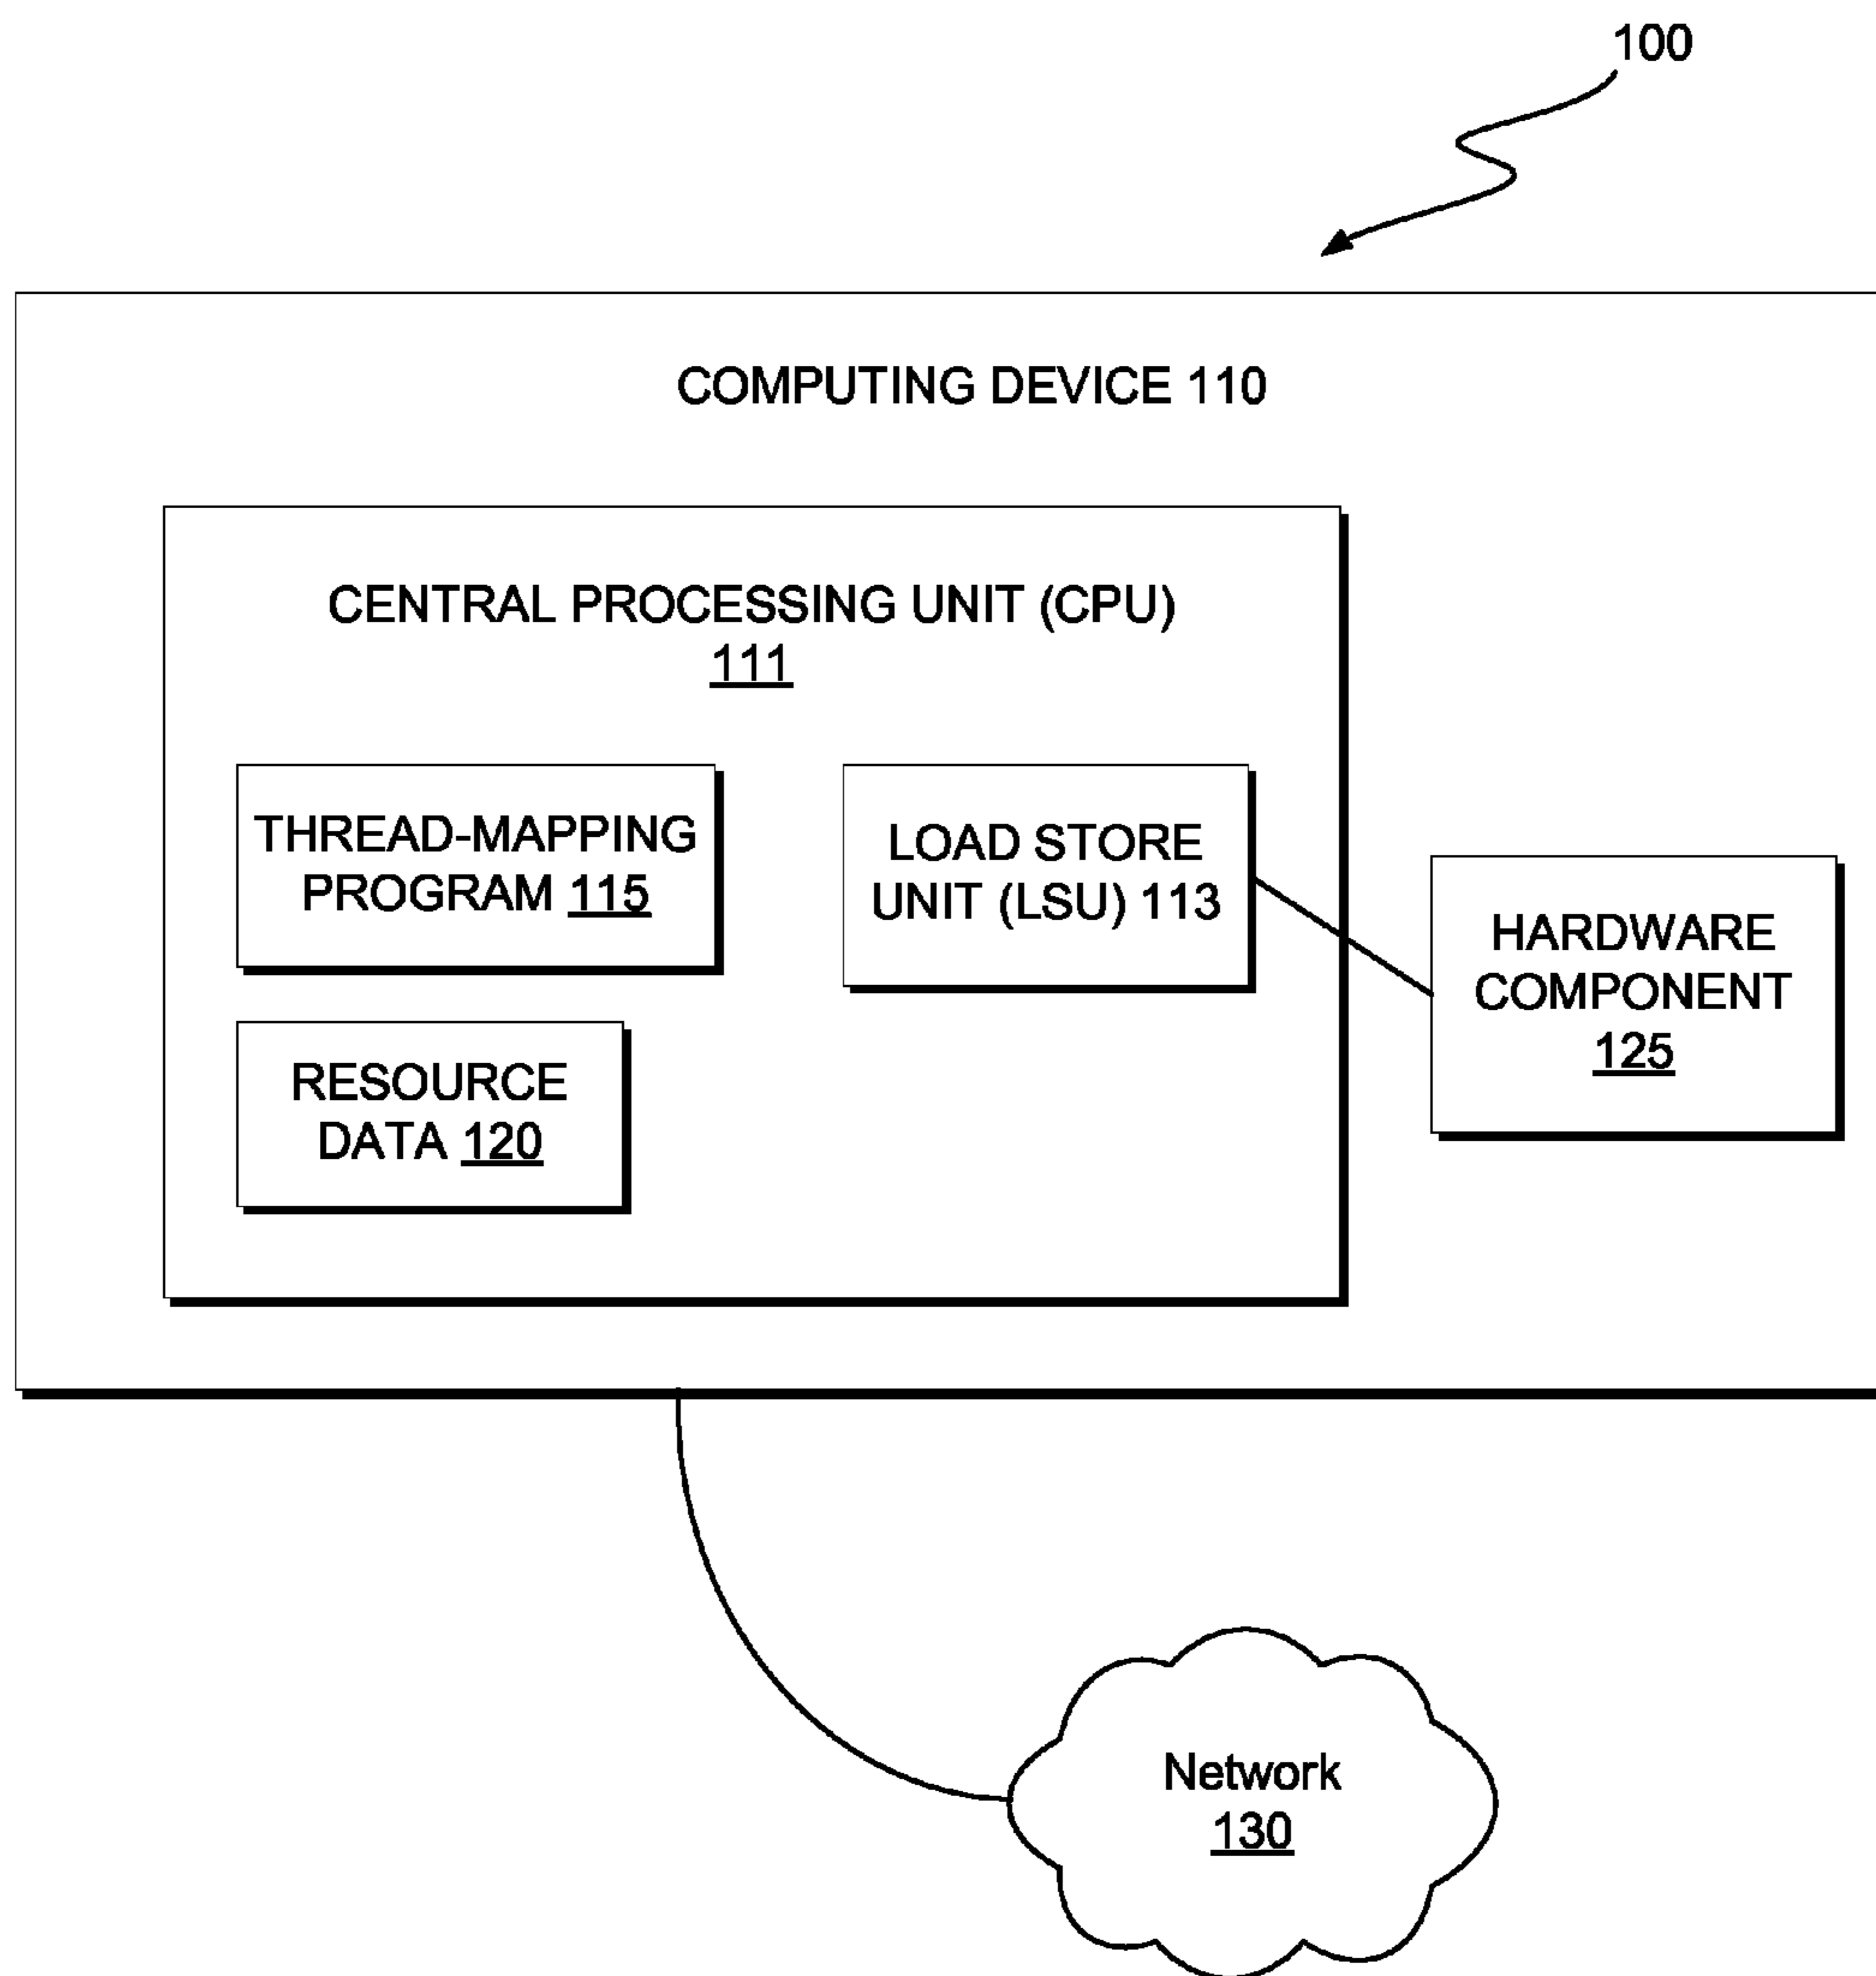 100
COMPUTING DEVICE 110
CENTRAL PROCESSING UNIT (CPU)
111
THREAD-MAPPING
PROGRAM 115
LOAD STORE
UNIT (LSU) 113
HARDWARE
COMPONENT
125
RESOURCE
DATA 120
Network
130